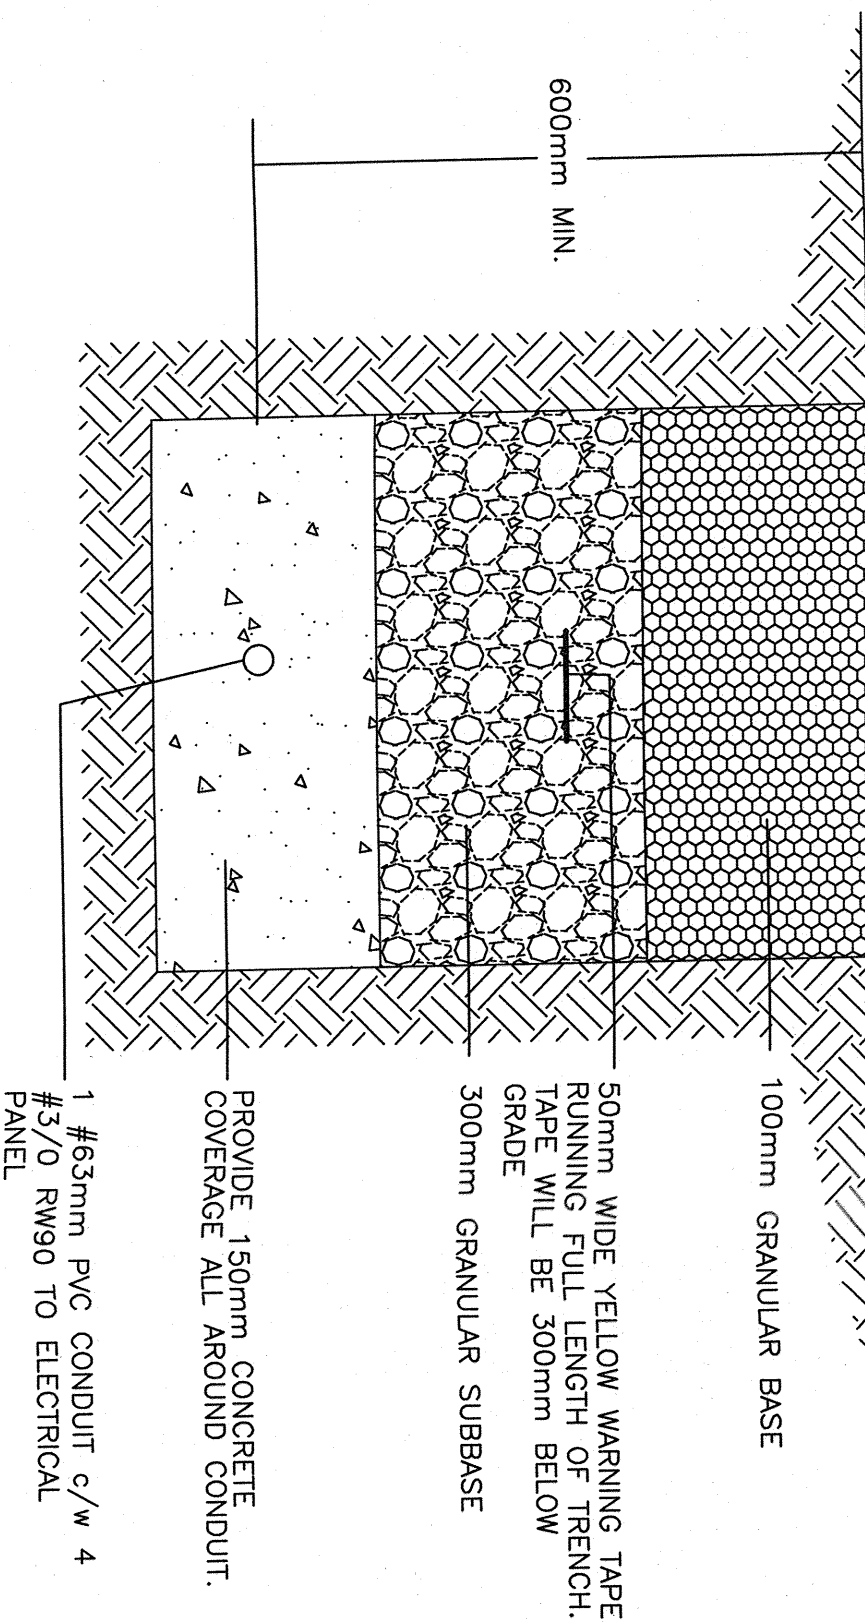 600mm MIN.
100mm GRANULAR BASE
50mm WIDE YELLOW WARNING TAPE
RUNNING FULL LENGTH OF TRENCH.
TAPE WILL BE 300mm BELOW
GRADE
300mm GRANULAR SUBBASE
PROVIDE 150mm CONCRETE
COVERAGE ALL AROUND CONDUIT.
1 #63mm PVC CONDUIT c/w 4
#3/0 RW90 TO ELECTRICAL
PANEL